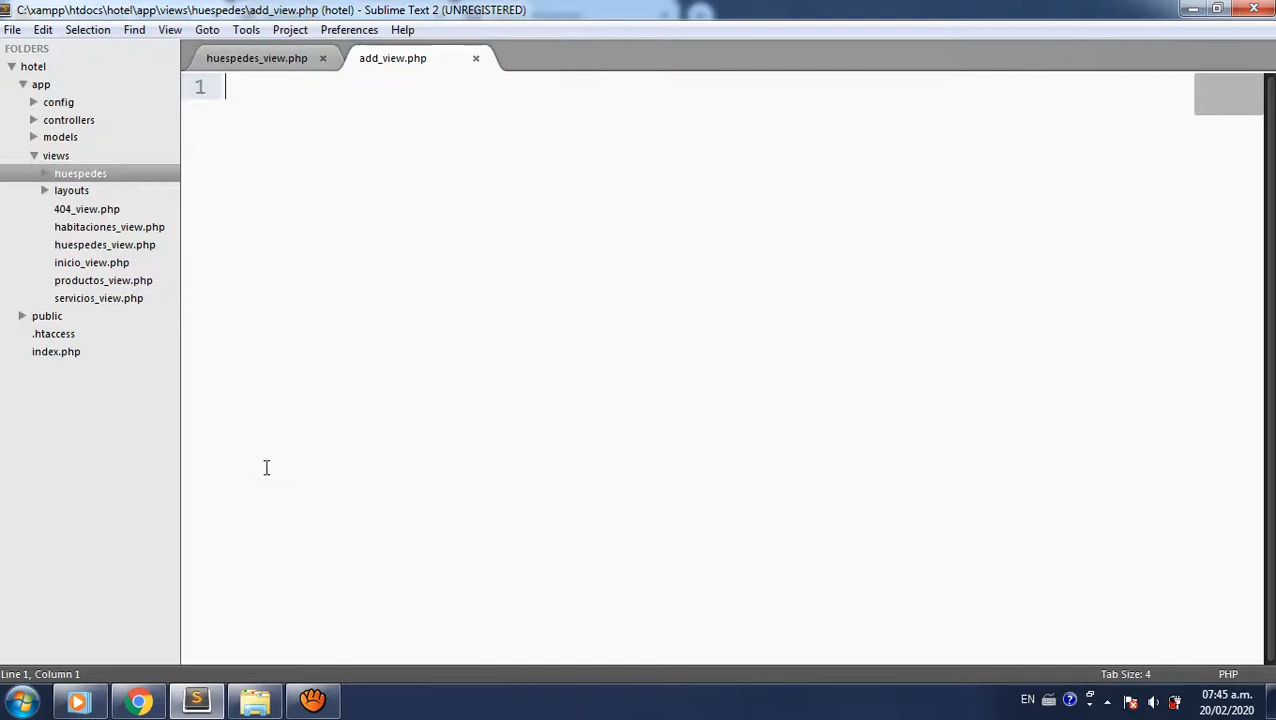 C:\xampp\htdocs\hotel\app\views\huespedes\add_view.php (hotel) - Sublime Text 2 (UNREGISTERED)
File Edit Selection Find View Goto Tools Project Preferences Help
FOLDERS
hotel
app
config
controllers
models
views
huespedes
layouts
404_view.php
habitaciones_view.php
huespedes_view.php
inicio_view.php
productos_view.php
servicios_view.php
public
.htaccess
index.php
huespedes_view.php × add_view.php ×
1
Line 1, Column 1 Tab Size: 4 PHP
EN 07:45 a.m.
20/02/2020